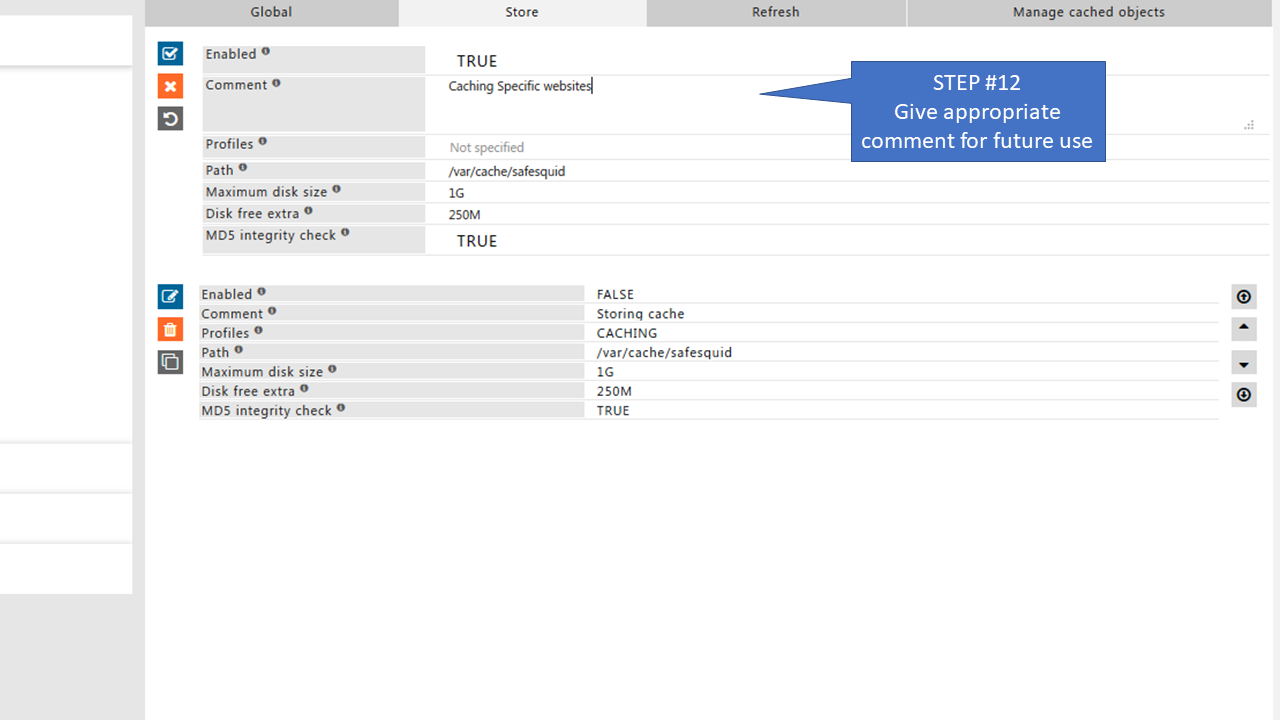 Global Store Refresh Manage cached objects
Enabled TRUE
Comment Caching Specific websites
STEP #12
Give appropriate
comment for future use
Profiles Not specified
Path /var/cache/safesquid
Maximum disk size 1G
Disk free extra 250M
MD5 integrity check TRUE
Enabled FALSE
Comment Storing cache
Profiles CACHING
Path /var/cache/safesquid
Maximum disk size 1G
Disk free extra 250M
MD5 integrity check TRUE